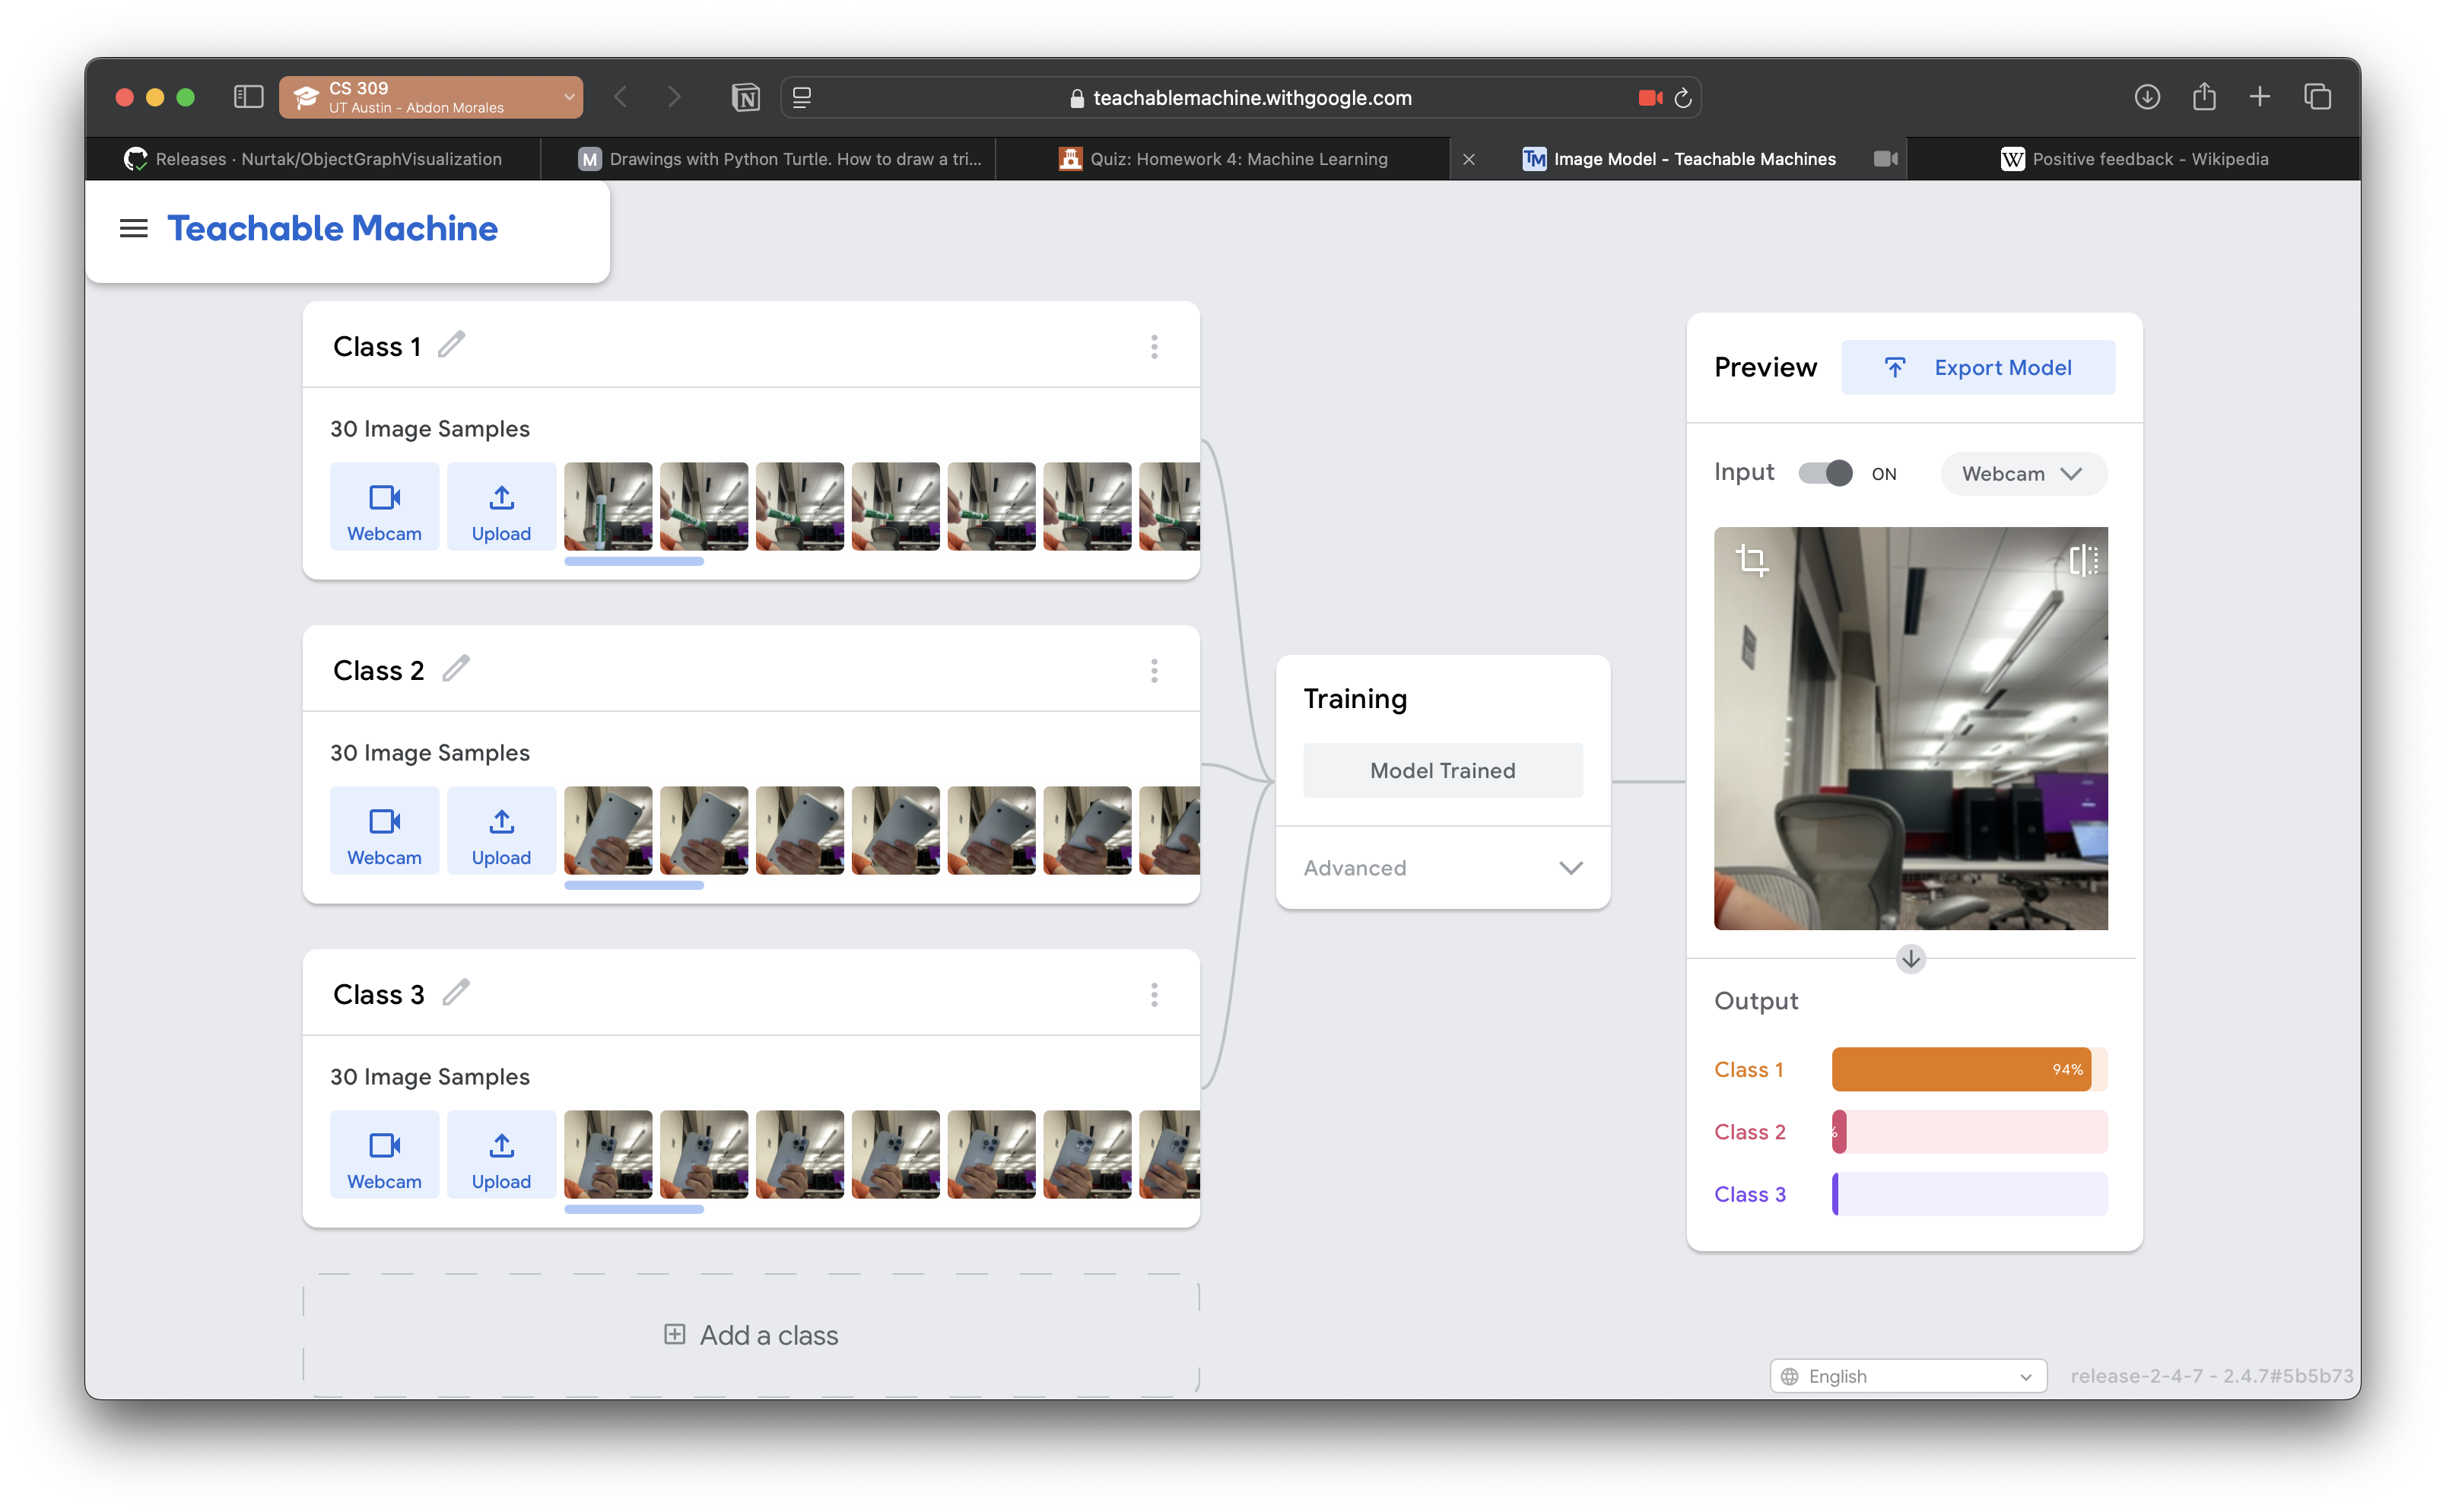 CS 309
UT Austin - Abdon Morales
teachablemachine.withgoogle.com
Releases · Nurtak/ObjectGraphVisualization
M Drawings with Python Turtle. How to draw a tri...
Quiz: Homework 4: Machine Learning
TM Image Model - Teachable Machines
W Positive feedback - Wikipedia
Teachable Machine
Class 1
30 Image Samples
Webcam Upload
Class 2
30 Image Samples
Webcam Upload
Class 3
30 Image Samples
Webcam Upload
Add a class
Training
Model Trained
Advanced
Preview Export Model
Input ON Webcam
Output
Class 1 94%
Class 2
Class 3
English release-2-4-7 - 2.4.7#5b5b73